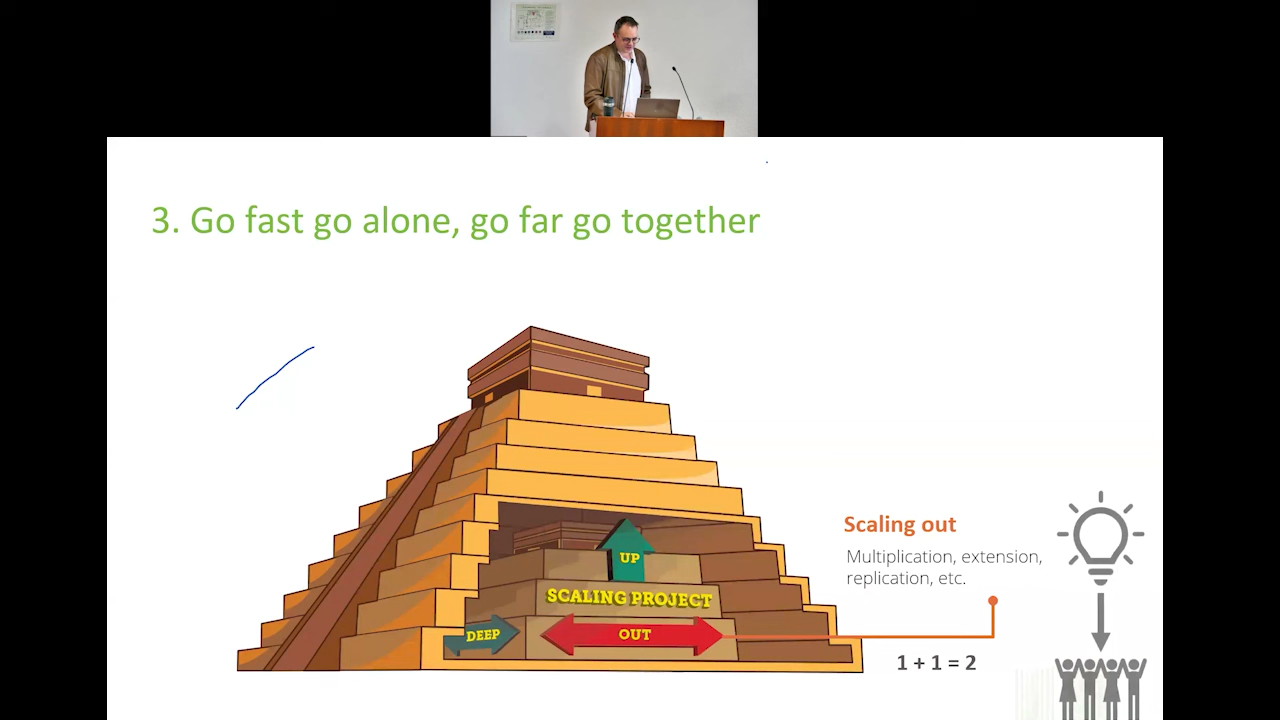 3. Go fast go alone, go far go together
UP
SCALING PROJECT
DEEP
OUT
Scaling out
Multiplication, extension,
replication, etc.
1 + 1 = 2